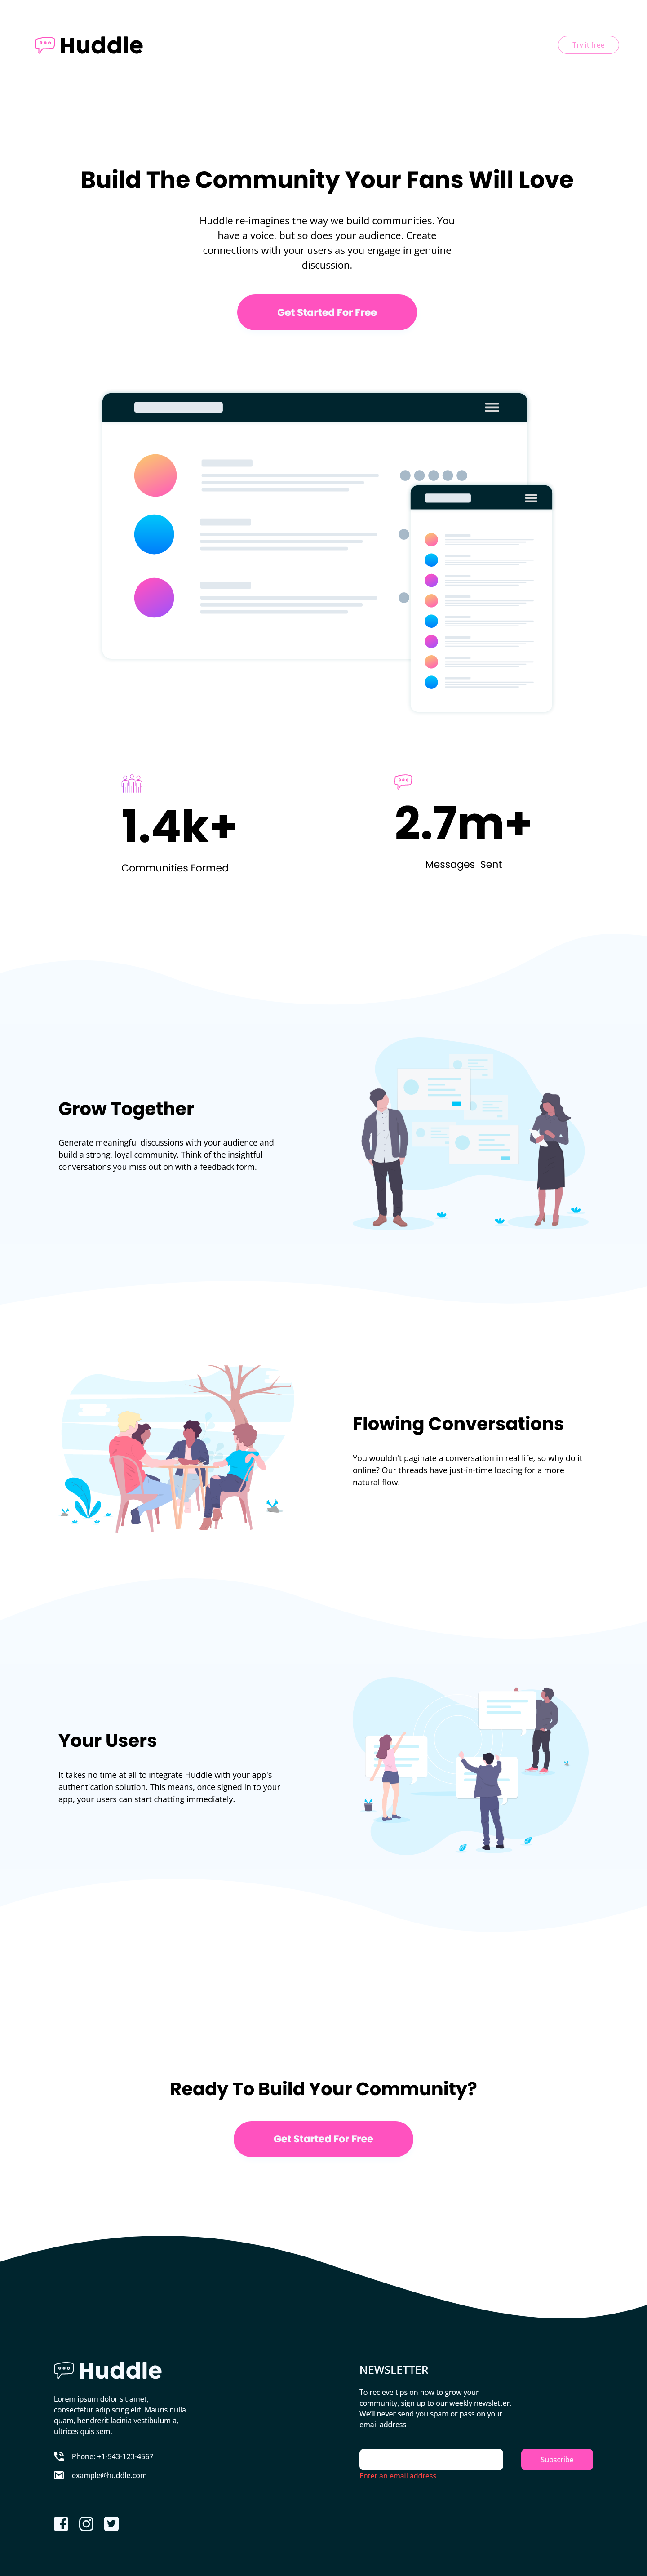 Huddle
Try it free
Build The Community Your Fans Will Love
Huddle re-imagines the way we build communities. You
have a voice, but so does your audience. Create
connections with your users as you engage in genuine
discussion.
Get Started For Free
1.4k+
Communities Formed
2.7m+
Messages Sent
Grow Together
Generate meaningful discussions with your audience and
build a strong, loyal community. Think of the insightful
conversations you miss out on with a feedback form.
Flowing Conversations
You wouldn't paginate a conversation in real life, so why do it
online? Our threads have just-in-time loading for a more
natural flow.
Your Users
It takes no time at all to integrate Huddle with your app's
authentication solution. This means, once signed in to your
app, your users can start chatting immediately.
Ready To Build Your Community?
Get Started For Free
Huddle
Lorem ipsum dolor sit amet,
consectetur adipiscing elit. Mauris nulla
quam, hendrerit lacinia vestibulum a,
ultrices quis sem.
Phone: +1-543-123-4567
example@huddle.com
NEWSLETTER
To recieve tips on how to grow your
community, sign up to our weekly newsletter.
We'll never send you spam or pass on your
email address
Subscribe
Enter an email address